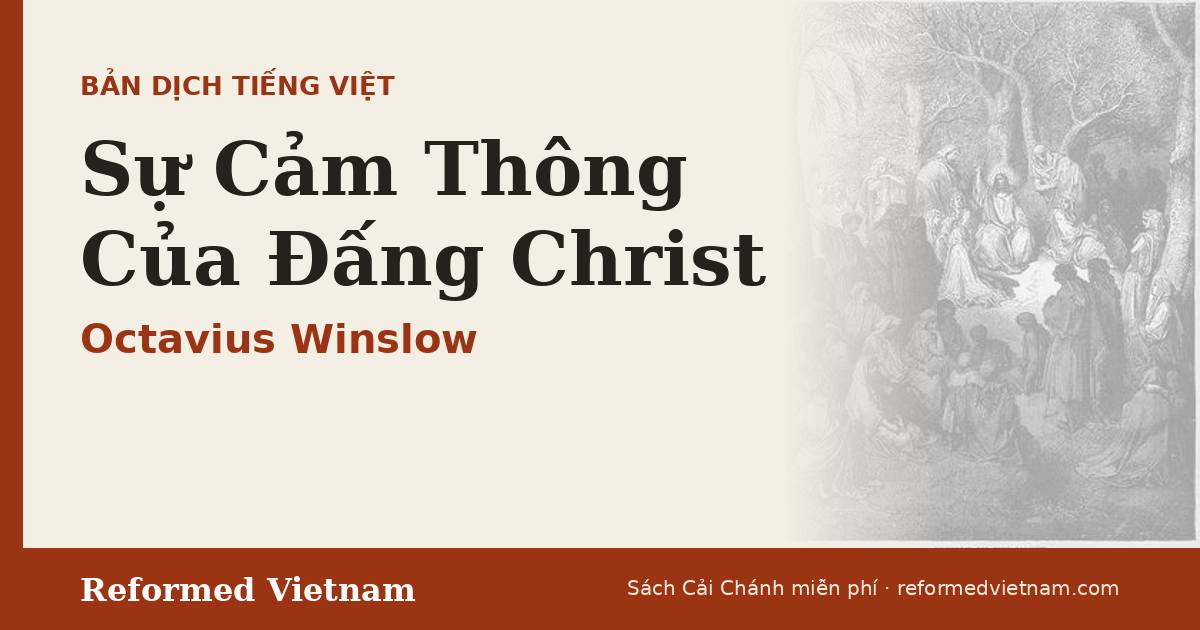 BẢN DỊCH TIẾNG VIỆT
Sự Cảm Thông
Của Đấng Christ
Octavius Winslow
Reformed Vietnam
Sách Cải Chánh miễn phí · reformedvietnam.com